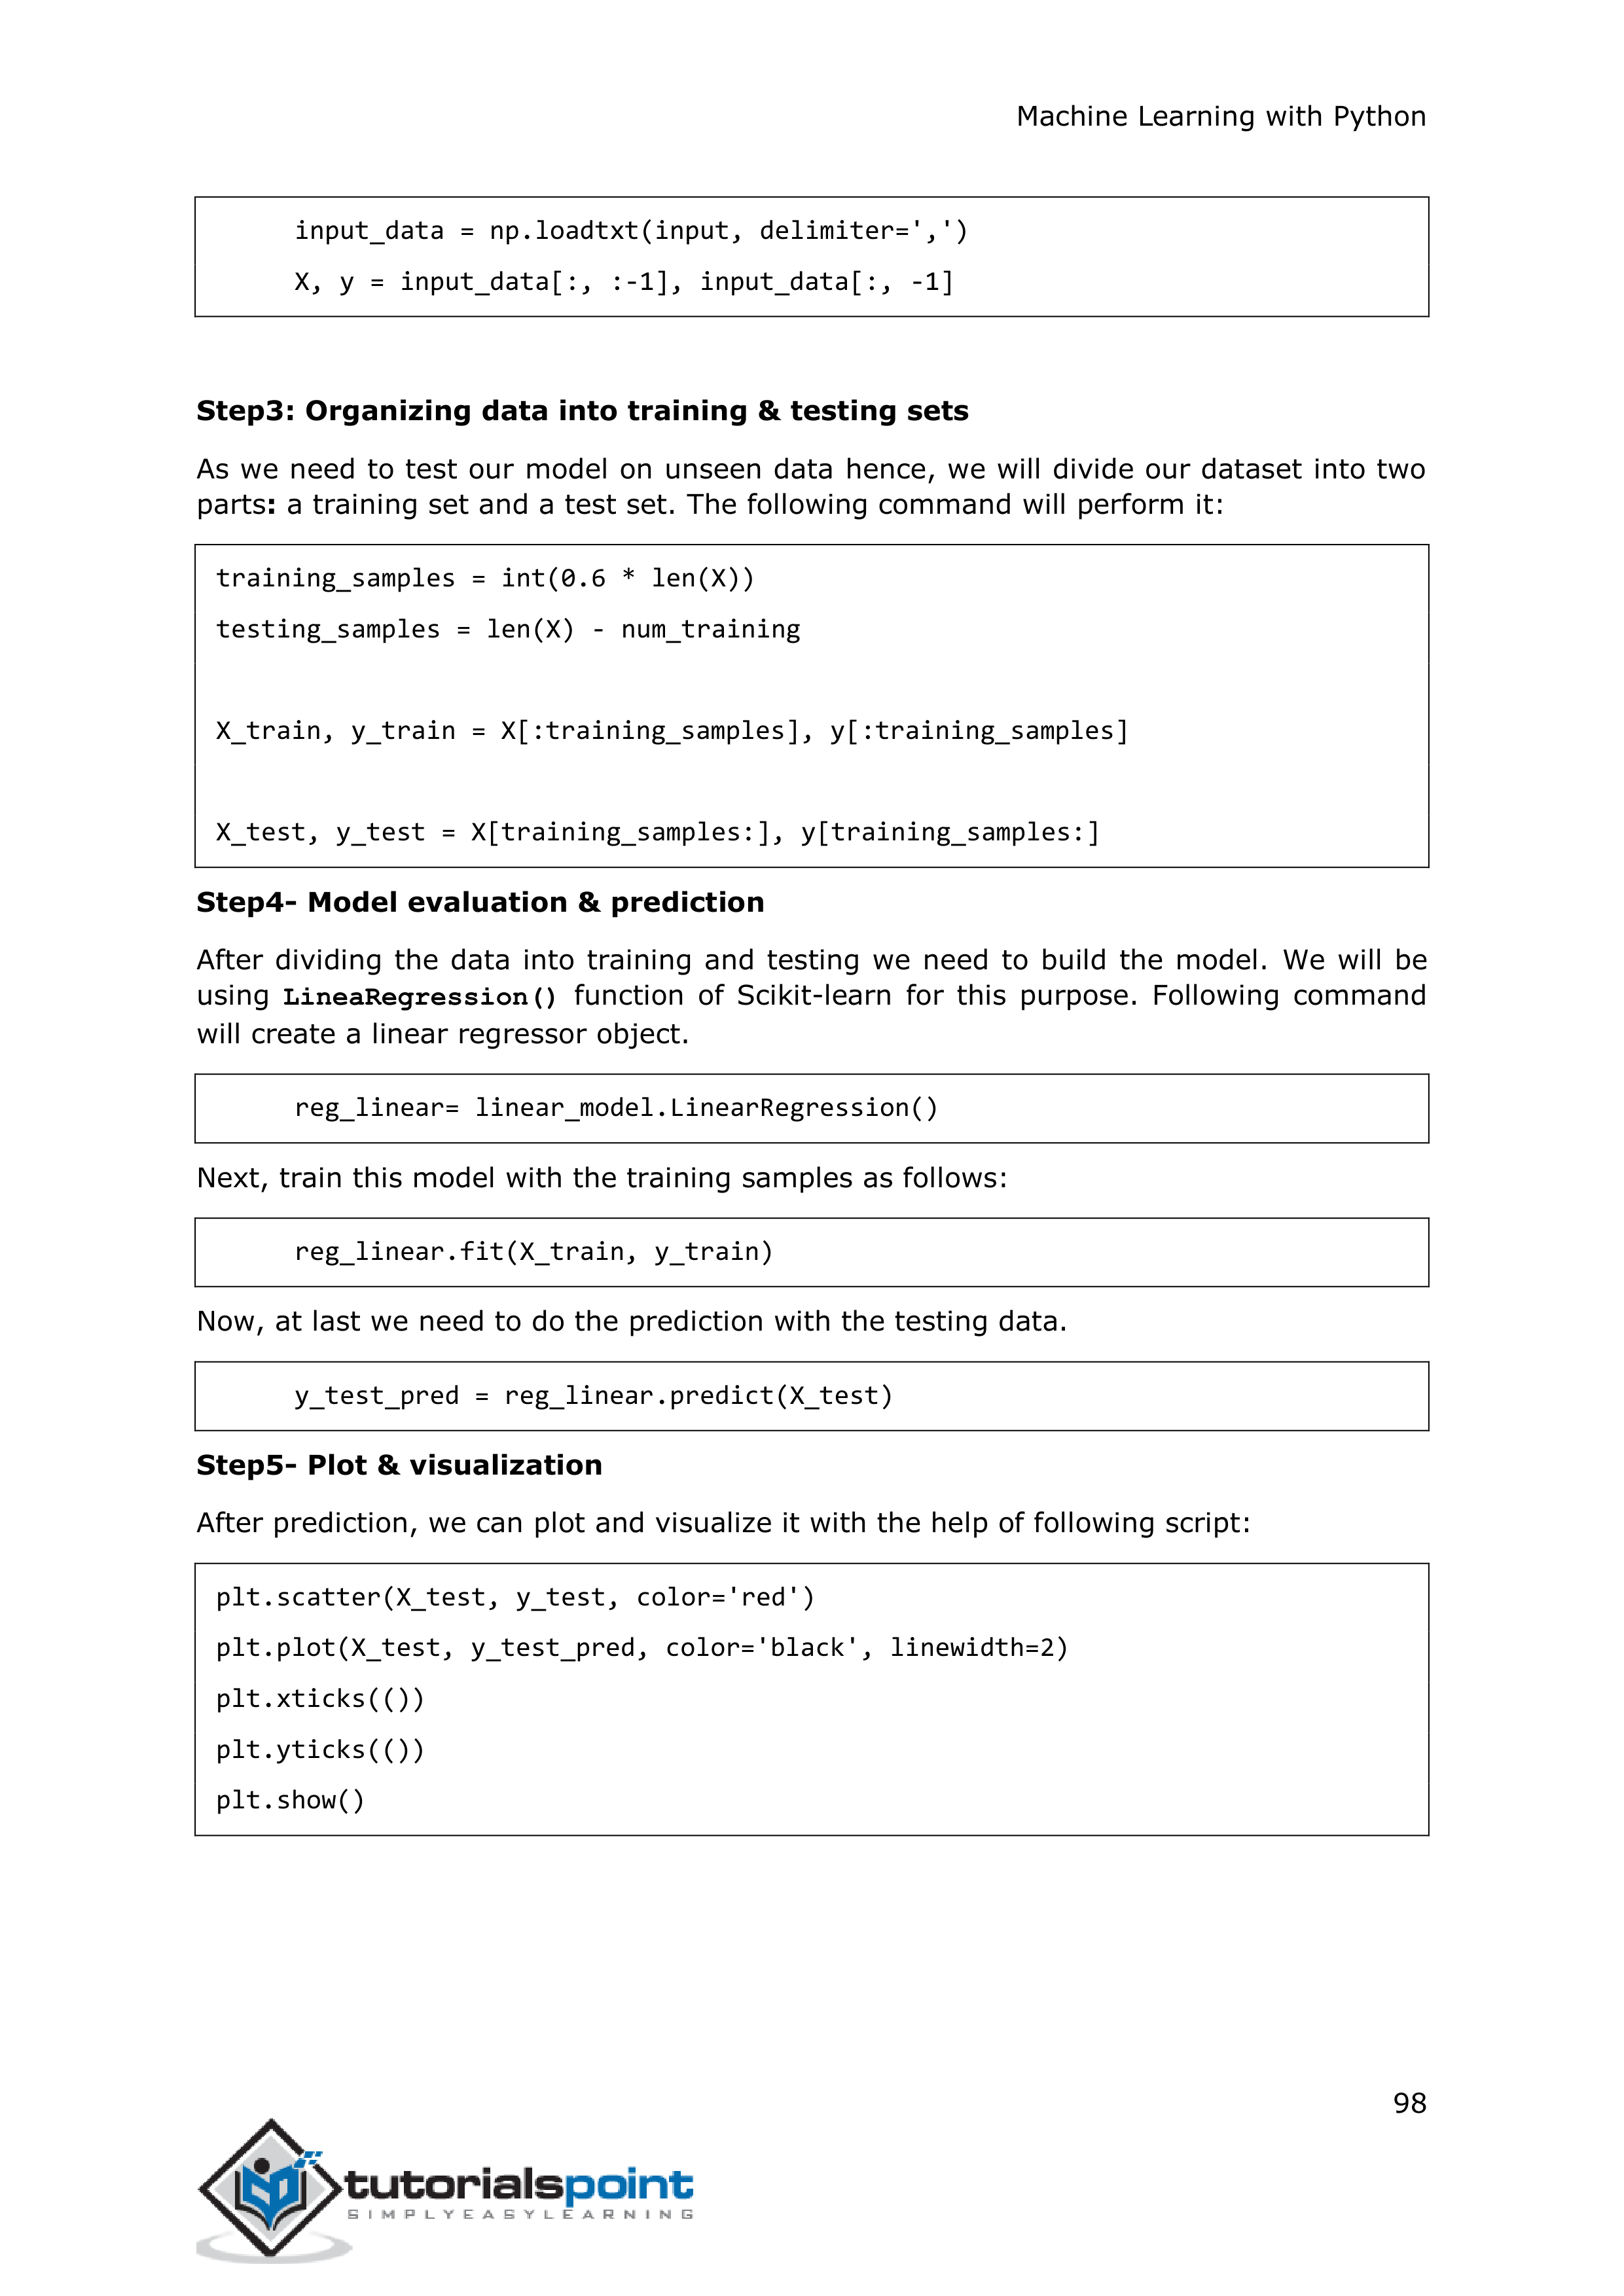 Machine Learning with Python
input_data = np.loadtxt(input, delimiter=',')
X, y = input_data[:, :-1], input_data[:, -1]
Step3: Organizing data into training & testing sets
As we need to test our model on unseen data hence, we will divide our dataset into two
parts: a training set and a test set. The following command will perform it:
training_samples = int(0.6 * len(X))
testing_samples = len(X) - num_training
X_train, y_train = X[:training_samples], y[:training_samples]
X_test, y_test = X[training_samples:], y[training_samples:]
Step4- Model evaluation & prediction
After dividing the data into training and testing we need to build the model. We will be
using LineaRegression() function of Scikit-learn for this purpose. Following command
will create a linear regressor object.
reg_linear= linear_model.LinearRegression()
Next, train this model with the training samples as follows:
reg_linear.fit(X_train, y_train)
Now, at last we need to do the prediction with the testing data.
y_test_pred = reg_linear.predict(X_test)
Step5- Plot & visualization
After prediction, we can plot and visualize it with the help of following script:
plt.scatter(X_test, y_test, color='red')
plt.plot(X_test, y_test_pred, color='black', linewidth=2)
plt.xticks(())
plt.yticks(())
plt.show()
98
tutorialspoint
SIMPLYEASYLEARNING